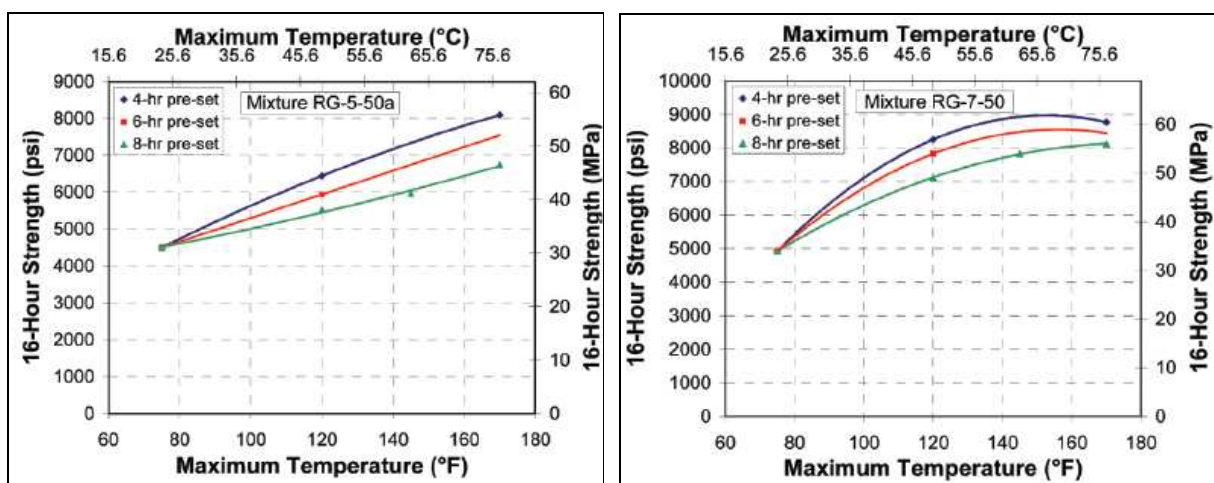 Maximum Temperature (°C)
15.6 25.6 35.6 45.6 55.6 65.6 75.6
9000
8000
7000
6000
5000
4000
3000
2000
1000
0
16-Hour Strength (psi)
4-hr pre-set
6-hr pre-set
8-hr pre-set
Mixture RG-5-50a
60
50
40
30
20
10
0
16-Hour Strength (MPa)
60 80 100 120 140 160 180
Maximum Temperature (°F)
Maximum Temperature (°C)
15.6 25.6 35.6 45.6 55.6 65.6 75.6
10000
9000
8000
7000
6000
5000
4000
3000
2000
1000
0
16-Hour Strength (psi)
4-hr pre-set
6-hr pre-set
8-hr pre-set
Mixture RG-7-50
60
50
40
30
20
10
0
16-Hour Strength (MPa)
60 80 100 120 140 160 180
Maximum Temperature (°F)